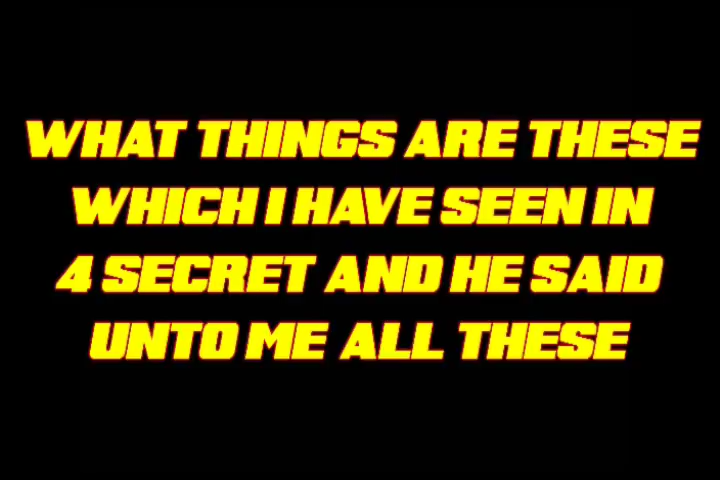 WHAT THINGS ARE THESE
WHICH I HAVE SEEN IN
4 SECRET AND HE SAID
UNTO ME ALL THESE